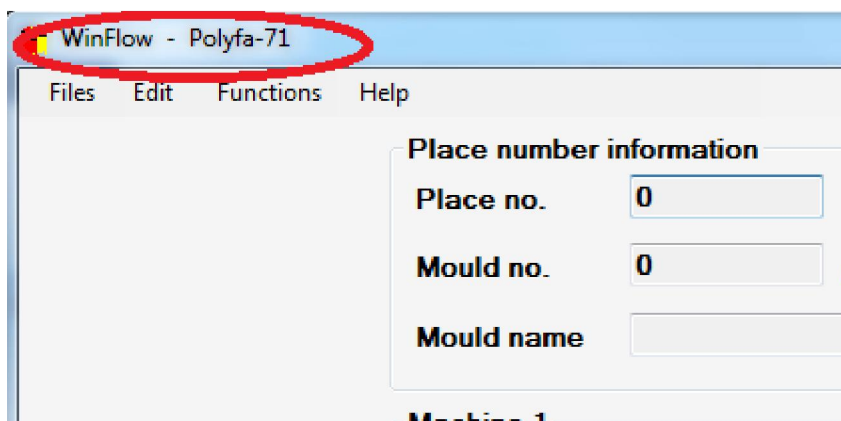 WinFlow - Polyfa-71
Files Edit Functions Help
Place number information
Place no. 0
Mould no. 0
Mould name